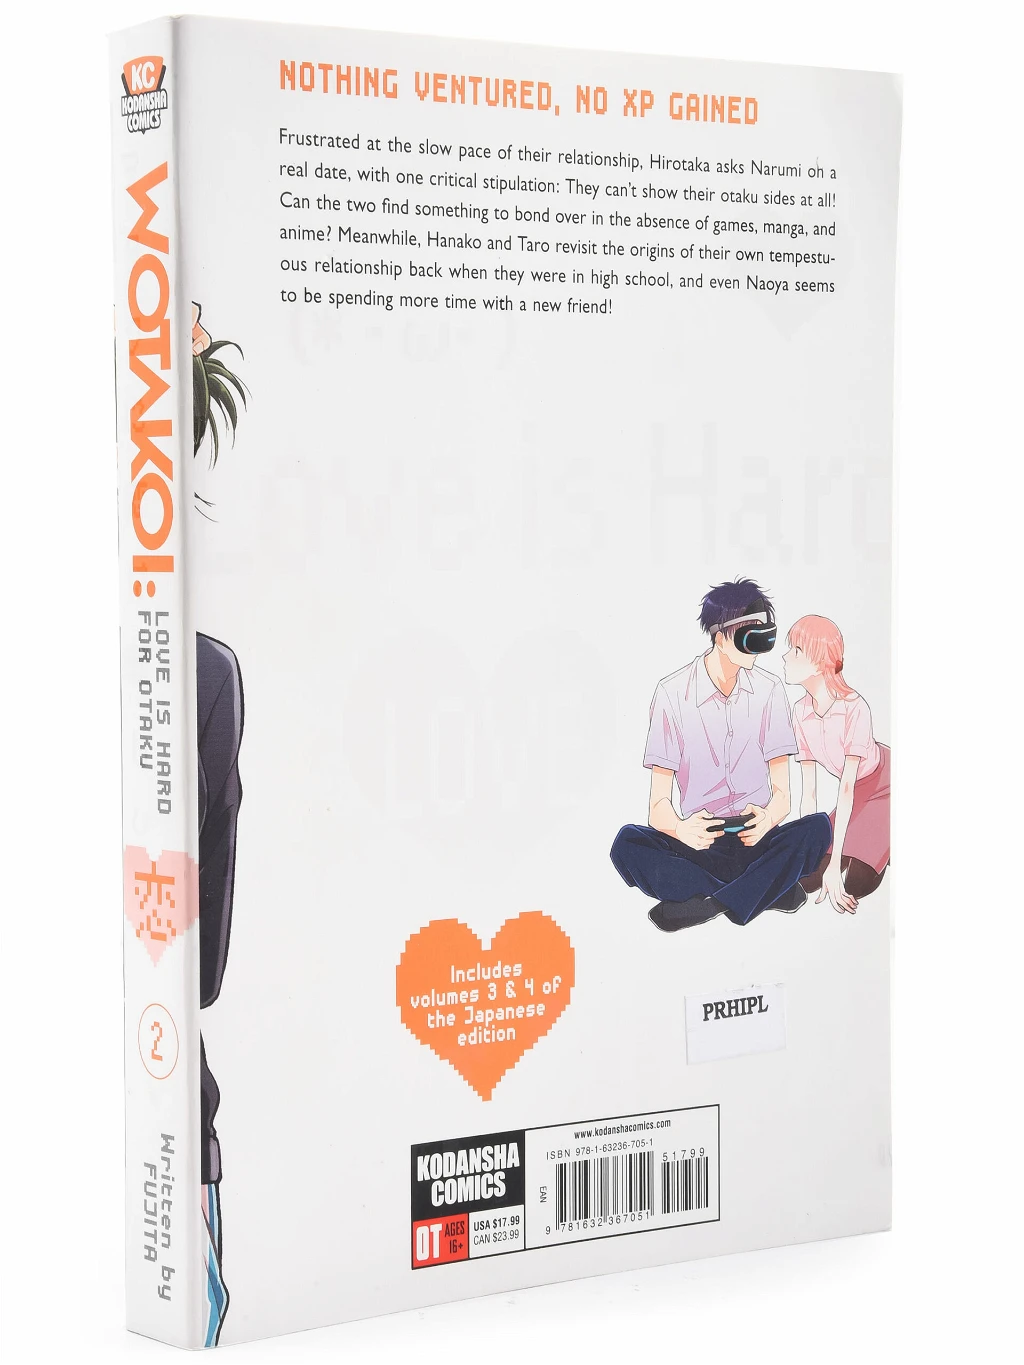 KC
KODANSHA
COMICS
WOTAKOI:
LOVE IS HARD
FOR OTAKU
2
Written by
FUJITA
NOTHING VENTURED, NO XP GAINED
Frustrated at the slow pace of their relationship, Hirotaka asks Narumi on a
real date, with one critical stipulation: They can't show their otaku sides at all!
Can the two find something to bond over in the absence of games, manga, and
anime? Meanwhile, Hanako and Taro revisit the origins of their own tempestu-
ous relationship back when they were in high school, and even Naoya seems
to be spending more time with a new friend!
Love is Hard
Includes
volumes 3 & 4 of
the Japanese
edition
PRHIPL
KODANSHA
COMICS
OT AGES
16+
USA $17.99
CAN $23.99
www.kodanshacomics.com
ISBN 978-1-63236-705-1
51799
EAN
9 781632 367051